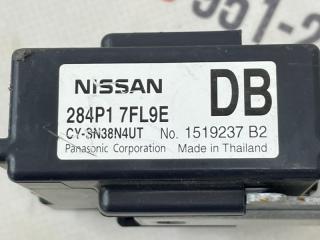 NISSAN DB
284P1 7FL9E
CY-SN38N4UT No. 1519237 B2
Panasonic Corporation Made in Thailand